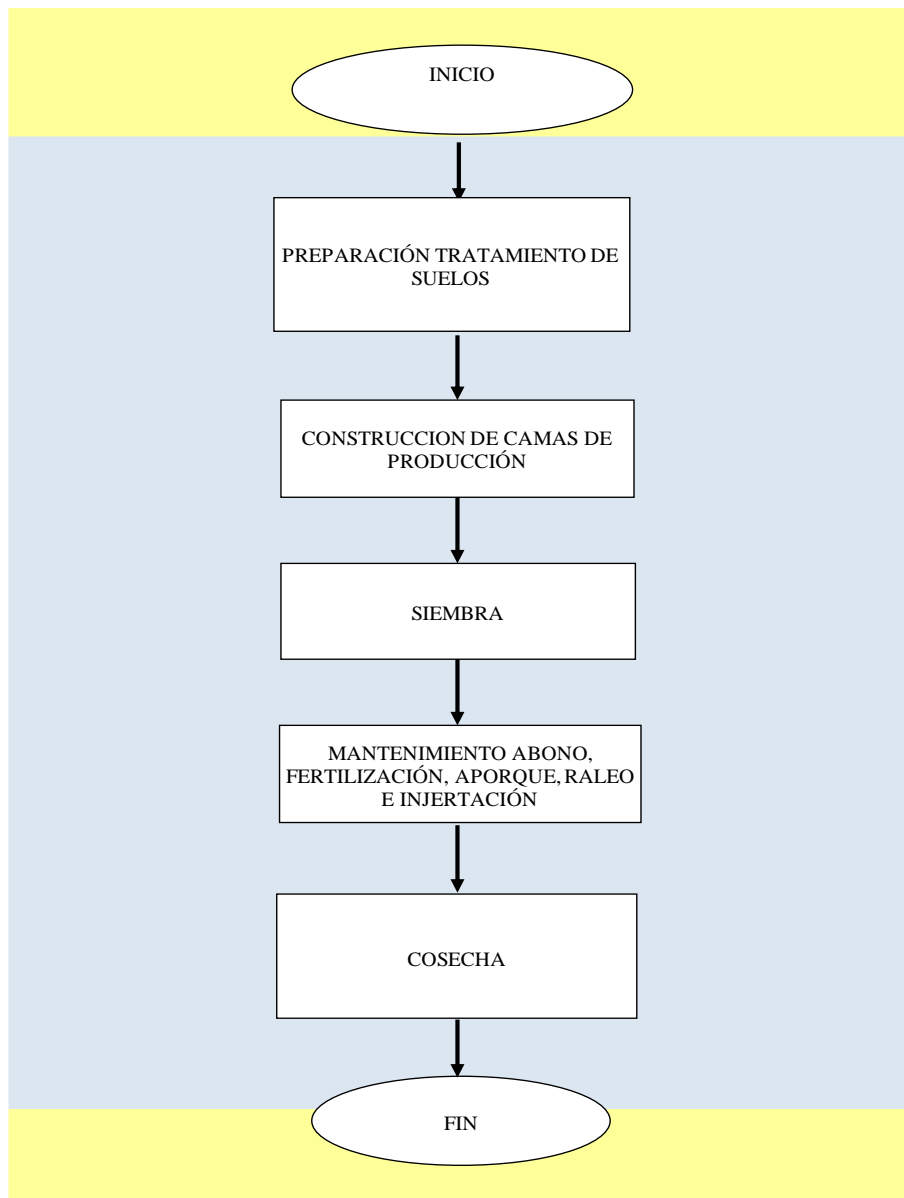 INICIO
PREPARACIÓN TRATAMIENTO DE
SUELOS
CONSTRUCCION DE CAMAS DE
PRODUCCIÓN
SIEMBRA
MANTENIMIENTO ABONO,
FERTILIZACIÓN, APORQUE, RALEO
E INJERTACIÓN
COSECHA
FIN